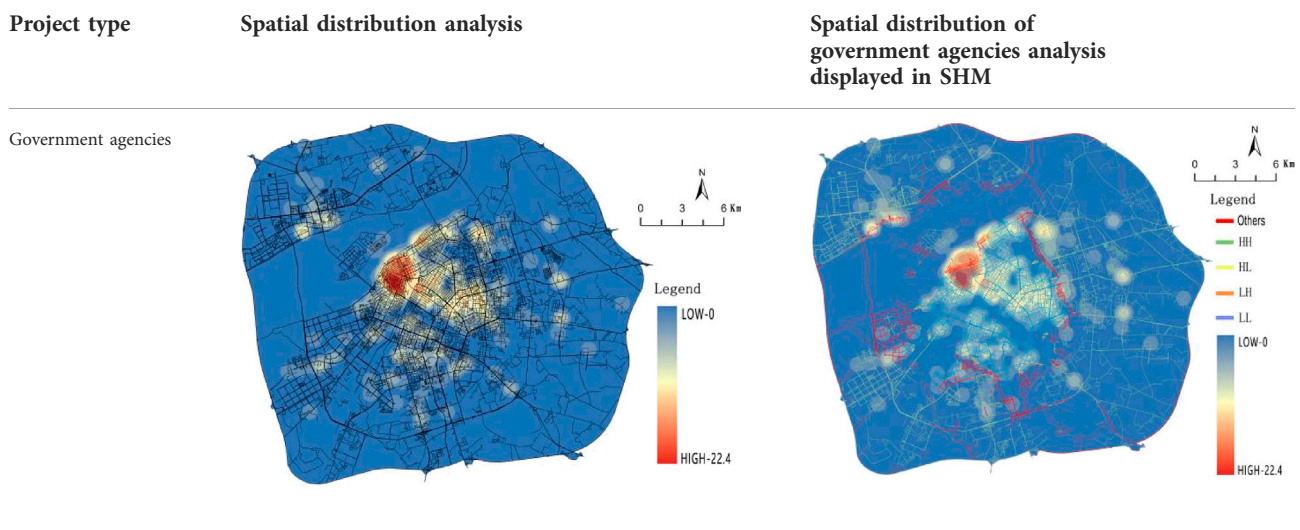 Project type
Spatial distribution analysis
Spatial distribution of
government agencies analysis
displayed in SHM
Government agencies
N
0 3 6 Km
Legend
LOW-0
HIGH-22.4
N
0 3 6 Km
Legend
Others
HH
HL
LH
LL
LOW-0
HIGH-22.4